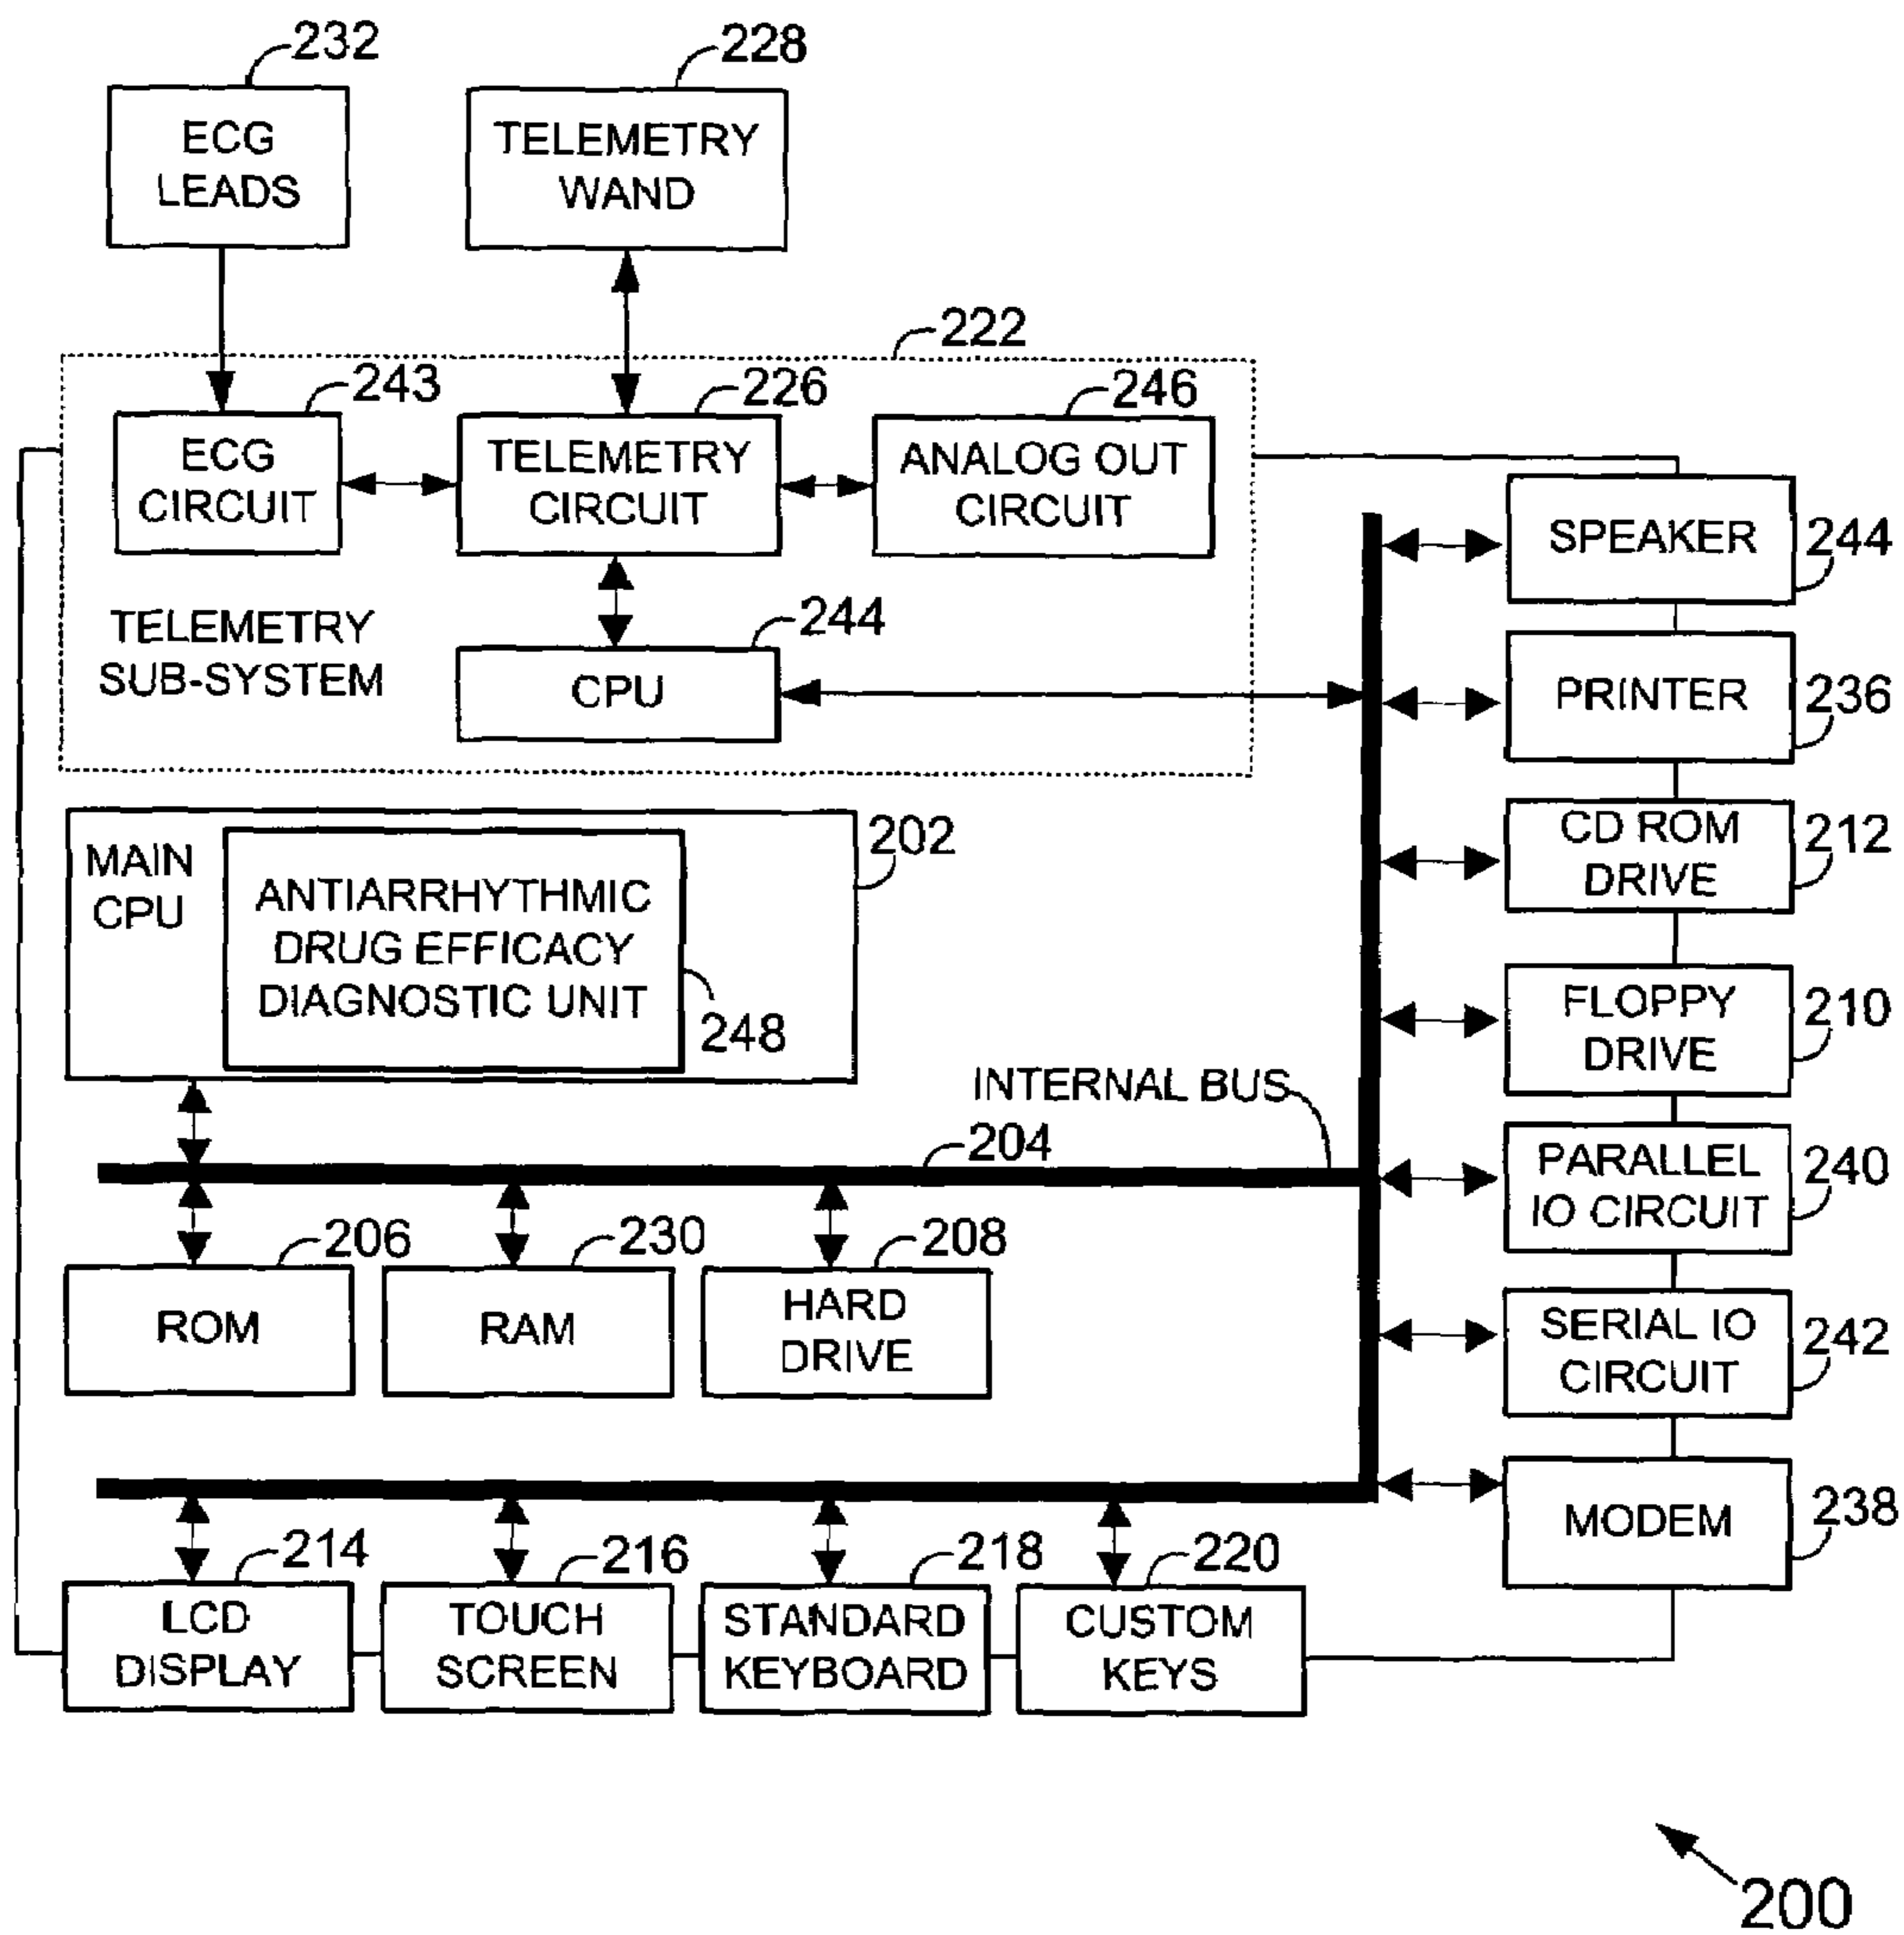 232
228
ECG
LEADS
TELEMETRY
WAND
222
243
226
246
ECG
CIRCUIT
TELEMETRY
CIRCUIT
ANALOG OUT
CIRCUIT
SPEAKER
244
TELEMETRY
SUB-SYSTEM
244
CPU
PRINTER
236
MAIN
CPU
202
ANTIARRHYTHMIC
DRUG EFFICACY
DIAGNOSTIC UNIT
248
CD ROM
DRIVE
212
FLOPPY
DRIVE
210
INTERNAL BUS
204
PARALLEL
IO CIRCUIT
240
206
230
208
ROM
RAM
HARD
DRIVE
SERIAL IO
CIRCUIT
242
MODEM
238
214
216
218
220
LCD
DISPLAY
TOUCH
SCREEN
STANDARD
KEYBOARD
CUSTOM
KEYS
200